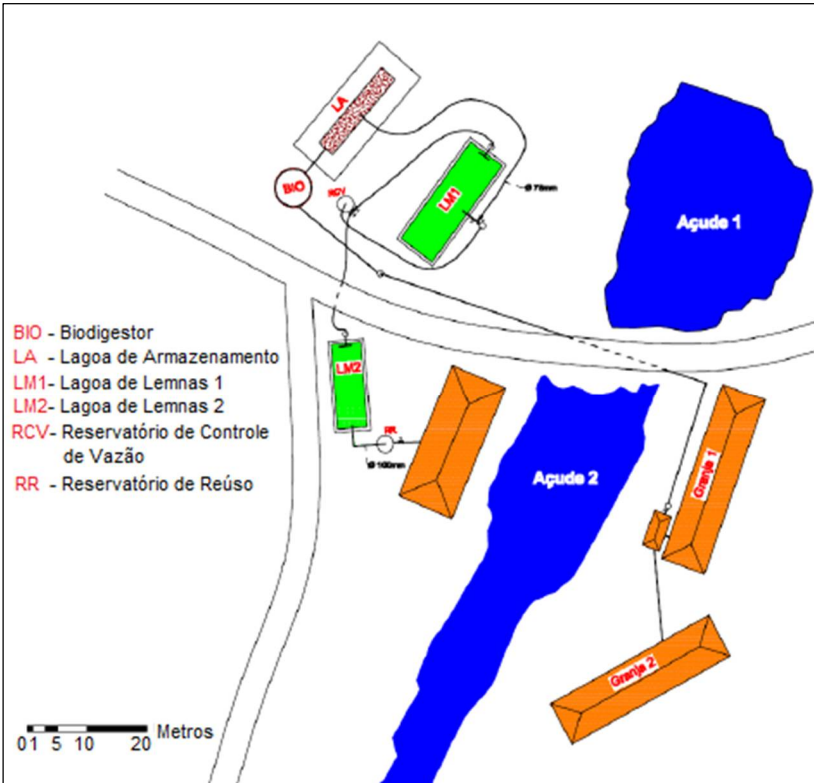 LA
BIO
RCV
LM1
Ø 75mm
Açude 1
BIO - Biodigestor
LA - Lagoa de Armazenamento
LM1- Lagoa de Lemnas 1
LM2- Lagoa de Lemnas 2
RCV- Reservatório de Controle
de Vazão
RR - Reservatório de Reúso
LM2
RR
Ø 100mm
Açude 2
Granja 1
Granja 2
01 5 10 20 Metros